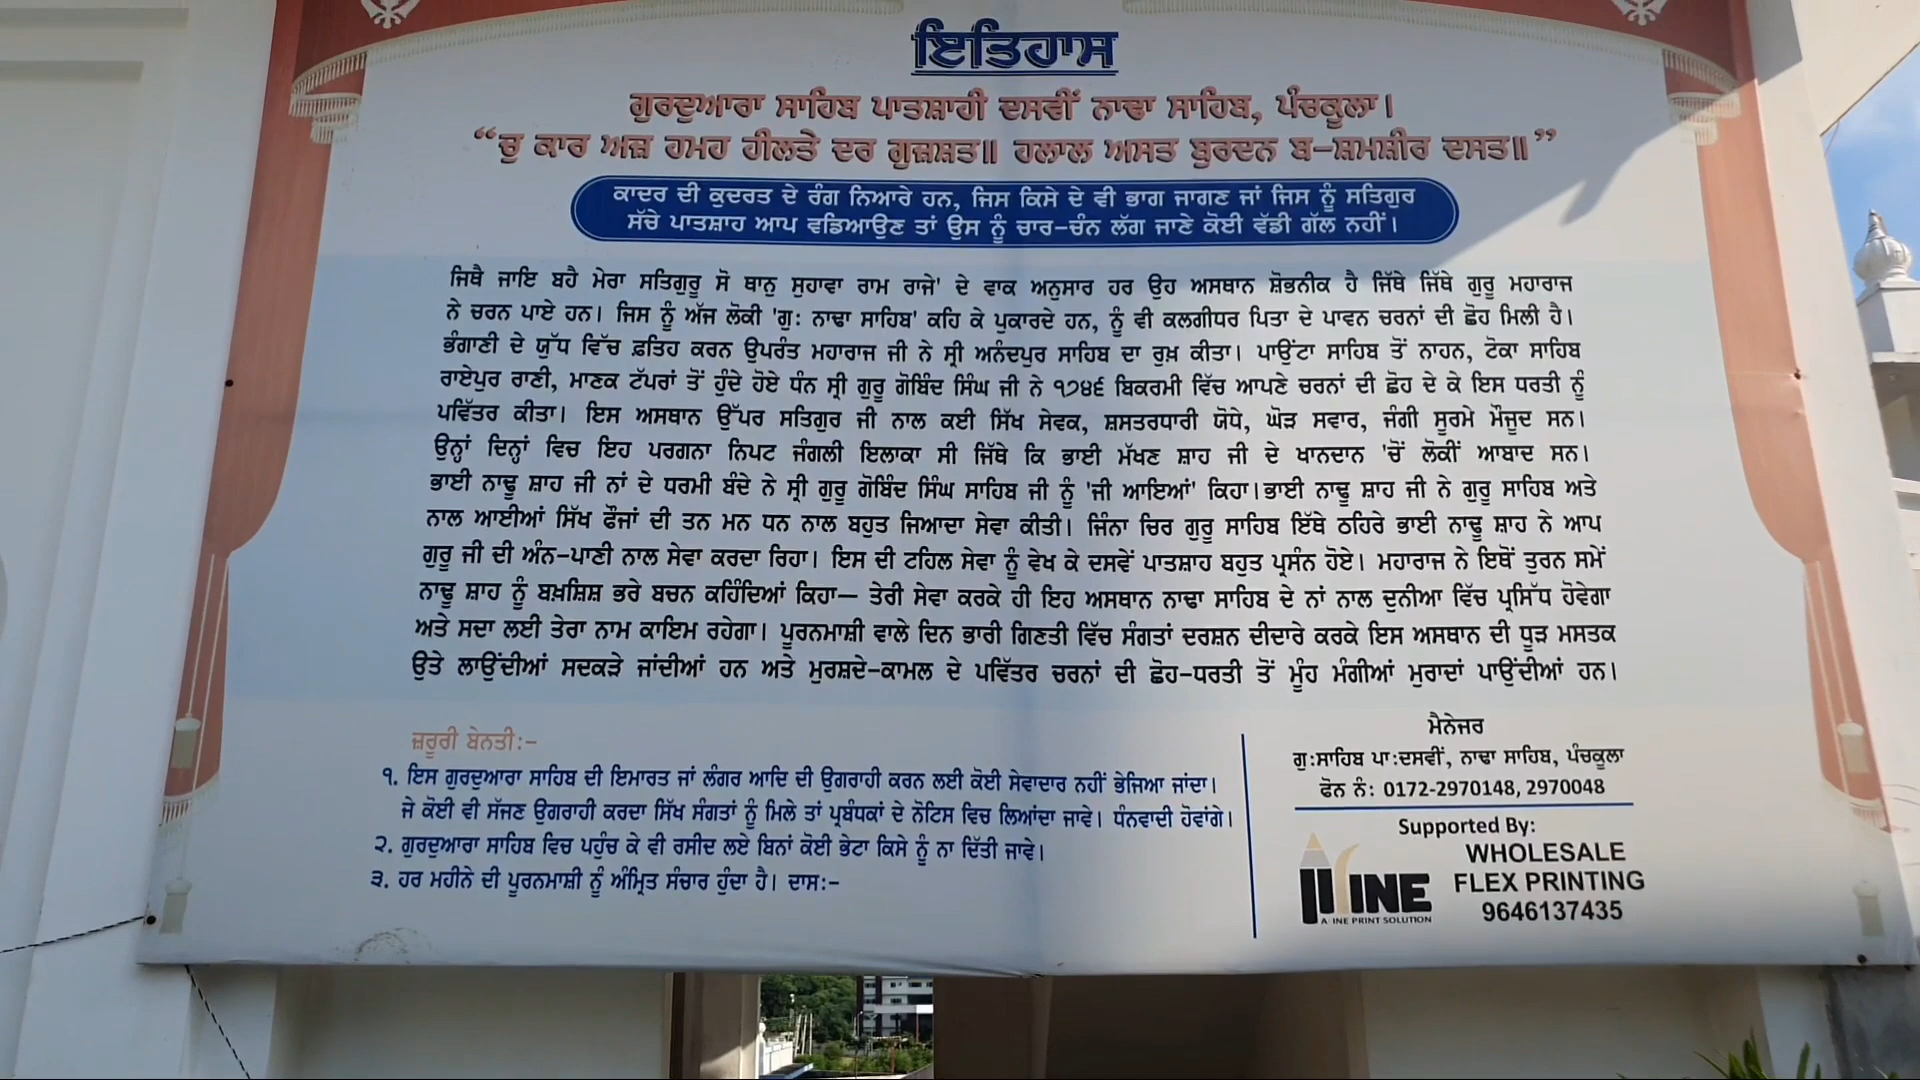 ਇਤਿਹਾਸ
ਗੁਰਦੁਆਰਾ ਸਾਹਿਬ ਪਾਤਸ਼ਾਹੀ ਦਸਵੀਂ ਨਾਢਾ ਸਾਹਿਬ, ਪੰਚਕੂਲਾ।
“ਚੁ ਕਾਰ ਅਜ਼ ਹਮਹ ਹੀਲਤੇ ਦਰ ਗੁਜ਼ਸ਼ਤ॥ ਹਲਾਲ ਅਸਤ ਬੁਰਦਨ ਬ-ਸ਼ਮਸ਼ੀਰ ਦਸਤ॥”
ਕਾਦਰ ਦੀ ਕੁਦਰਤ ਦੇ ਰੰਗ ਨਿਆਰੇ ਹਨ, ਜਿਸ ਕਿਸੇ ਦੇ ਵੀ ਭਾਗ ਜਾਗਣ ਜਾਂ ਜਿਸ ਨੂੰ ਸਤਿਗੁਰ
ਸੱਚੇ ਪਾਤਸ਼ਾਹ ਆਪ ਵਡਿਆਉਣ ਤਾਂ ਉਸ ਨੂੰ ਚਾਰ-ਚੰਨ ਲੱਗ ਜਾਣੇ ਕੋਈ ਵੱਡੀ ਗੱਲ ਨਹੀਂ।
ਜਿਥੈ ਜਾਇ ਬਹੈ ਮੇਰਾ ਸਤਿਗੁਰੂ ਸੋ ਥਾਨੁ ਸੁਹਾਵਾ ਰਾਮ ਰਾਜੇ' ਦੇ ਵਾਕ ਅਨੁਸਾਰ ਹਰ ਉਹ ਅਸਥਾਨ ਸ਼ੋਭਨੀਕ ਹੈ ਜਿੱਥੇ ਜਿੱਥੇ ਗੁਰੂ ਮਹਾਰਾਜ
ਨੇ ਚਰਨ ਪਾਏ ਹਨ। ਜਿਸ ਨੂੰ ਅੱਜ ਲੋਕੀ 'ਗੁ: ਨਾਢਾ ਸਾਹਿਬ' ਕਹਿ ਕੇ ਪੁਕਾਰਦੇ ਹਨ, ਨੂੰ ਵੀ ਕਲਗੀਧਰ ਪਿਤਾ ਦੇ ਪਾਵਨ ਚਰਨਾਂ ਦੀ ਛੋਹ ਮਿਲੀ ਹੈ।
ਭੰਗਾਣੀ ਦੇ ਯੁੱਧ ਵਿੱਚ ਫ਼ਤਿਹ ਕਰਨ ਉਪਰੰਤ ਮਹਾਰਾਜ ਜੀ ਨੇ ਸ੍ਰੀ ਅਨੰਦਪੁਰ ਸਾਹਿਬ ਦਾ ਰੁਖ਼ ਕੀਤਾ। ਪਾਉਂਟਾ ਸਾਹਿਬ ਤੋਂ ਨਾਹਨ, ਟੋਕਾ ਸਾਹਿਬ
ਰਾਏਪੁਰ ਰਾਣੀ, ਮਾਣਕ ਟੱਪਰਾਂ ਤੋਂ ਹੁੰਦੇ ਹੋਏ ਧੰਨ ਸ੍ਰੀ ਗੁਰੂ ਗੋਬਿੰਦ ਸਿੰਘ ਜੀ ਨੇ ੧੭੪੬ ਬਿਕਰਮੀ ਵਿੱਚ ਆਪਣੇ ਚਰਨਾਂ ਦੀ ਛੋਹ ਦੇ ਕੇ ਇਸ ਧਰਤੀ ਨੂੰ
ਪਵਿੱਤਰ ਕੀਤਾ। ਇਸ ਅਸਥਾਨ ਉੱਪਰ ਸਤਿਗੁਰ ਜੀ ਨਾਲ ਕਈ ਸਿੱਖ ਸੇਵਕ, ਸ਼ਸਤਰਧਾਰੀ ਯੋਧੇ, ਘੋੜ ਸਵਾਰ, ਜੰਗੀ ਸੂਰਮੇ ਮੌਜੂਦ ਸਨ।
ਉਨ੍ਹਾਂ ਦਿਨ੍ਹਾਂ ਵਿਚ ਇਹ ਪਰਗਨਾ ਨਿਪਟ ਜੰਗਲੀ ਇਲਾਕਾ ਸੀ ਜਿੱਥੇ ਕਿ ਭਾਈ ਮੱਖਣ ਸ਼ਾਹ ਜੀ ਦੇ ਖਾਨਦਾਨ 'ਚੋਂ ਲੋਕੀਂ ਆਬਾਦ ਸਨ।
ਭਾਈ ਨਾਢੂ ਸ਼ਾਹ ਜੀ ਨਾਂ ਦੇ ਧਰਮੀ ਬੰਦੇ ਨੇ ਸ੍ਰੀ ਗੁਰੂ ਗੋਬਿੰਦ ਸਿੰਘ ਸਾਹਿਬ ਜੀ ਨੂੰ 'ਜੀ ਆਇਆਂ' ਕਿਹਾ।ਭਾਈ ਨਾਢੂ ਸ਼ਾਹ ਜੀ ਨੇ ਗੁਰੂ ਸਾਹਿਬ ਅਤੇ
ਨਾਲ ਆਈਆਂ ਸਿੱਖ ਫੌਜਾਂ ਦੀ ਤਨ ਮਨ ਧਨ ਨਾਲ ਬਹੁਤ ਜਿਆਦਾ ਸੇਵਾ ਕੀਤੀ। ਜਿੰਨਾ ਚਿਰ ਗੁਰੂ ਸਾਹਿਬ ਇੱਥੇ ਠਹਿਰੇ ਭਾਈ ਨਾਢੂ ਸ਼ਾਹ ਨੇ ਆਪ
ਗੁਰੂ ਜੀ ਦੀ ਅੰਨ-ਪਾਣੀ ਨਾਲ ਸੇਵਾ ਕਰਦਾ ਰਿਹਾ। ਇਸ ਦੀ ਟਹਿਲ ਸੇਵਾ ਨੂੰ ਵੇਖ ਕੇ ਦਸਵੇਂ ਪਾਤਸ਼ਾਹ ਬਹੁਤ ਪ੍ਰਸੰਨ ਹੋਏ। ਮਹਾਰਾਜ ਨੇ ਇਥੋਂ ਤੁਰਨ ਸਮੇਂ
ਨਾਢੂ ਸ਼ਾਹ ਨੂੰ ਬਖ਼ਸ਼ਿਸ਼ ਭਰੇ ਬਚਨ ਕਹਿੰਦਿਆਂ ਕਿਹਾ— ਤੇਰੀ ਸੇਵਾ ਕਰਕੇ ਹੀ ਇਹ ਅਸਥਾਨ ਨਾਢਾ ਸਾਹਿਬ ਦੇ ਨਾਂ ਨਾਲ ਦੁਨੀਆ ਵਿੱਚ ਪ੍ਰਸਿੱਧ ਹੋਵੇਗਾ
ਅਤੇ ਸਦਾ ਲਈ ਤੇਰਾ ਨਾਮ ਕਾਇਮ ਰਹੇਗਾ। ਪੂਰਨਮਾਸ਼ੀ ਵਾਲੇ ਦਿਨ ਭਾਰੀ ਗਿਣਤੀ ਵਿੱਚ ਸੰਗਤਾਂ ਦਰਸ਼ਨ ਦੀਦਾਰੇ ਕਰਕੇ ਇਸ ਅਸਥਾਨ ਦੀ ਧੂੜ ਮਸਤਕ
ਉਤੇ ਲਾਉਂਦੀਆਂ ਸਦਕੜੇ ਜਾਂਦੀਆਂ ਹਨ ਅਤੇ ਮੁਰਸ਼ਦੇ-ਕਾਮਲ ਦੇ ਪਵਿੱਤਰ ਚਰਨਾਂ ਦੀ ਛੋਹ-ਧਰਤੀ ਤੋਂ ਮੂੰਹ ਮੰਗੀਆਂ ਮੁਰਾਦਾਂ ਪਾਉਂਦੀਆਂ ਹਨ।
ਜ਼ਰੂਰੀ ਬੇਨਤੀ:-
੧. ਇਸ ਗੁਰਦੁਆਰਾ ਸਾਹਿਬ ਦੀ ਇਮਾਰਤ ਜਾਂ ਲੰਗਰ ਆਦਿ ਦੀ ਉਗਰਾਹੀ ਕਰਨ ਲਈ ਕੋਈ ਸੇਵਾਦਾਰ ਨਹੀਂ ਭੇਜਿਆ ਜਾਂਦਾ।
ਜੇ ਕੋਈ ਵੀ ਸੱਜਣ ਉਗਰਾਹੀ ਕਰਦਾ ਸਿੱਖ ਸੰਗਤਾਂ ਨੂੰ ਮਿਲੇ ਤਾਂ ਪ੍ਰਬੰਧਕਾਂ ਦੇ ਨੋਟਿਸ ਵਿਚ ਲਿਆਂਦਾ ਜਾਵੇ। ਧੰਨਵਾਦੀ ਹੋਵਾਂਗੇ।
੨. ਗੁਰਦੁਆਰਾ ਸਾਹਿਬ ਵਿਚ ਪਹੁੰਚ ਕੇ ਵੀ ਰਸੀਦ ਲਏ ਬਿਨਾਂ ਕੋਈ ਭੇਟਾ ਕਿਸੇ ਨੂੰ ਨਾ ਦਿੱਤੀ ਜਾਵੇ।
੩. ਹਰ ਮਹੀਨੇ ਦੀ ਪੂਰਨਮਾਸ਼ੀ ਨੂੰ ਅੰਮ੍ਰਿਤ ਸੰਚਾਰ ਹੁੰਦਾ ਹੈ। ਦਾਸ:-
ਮੈਨੇਜਰ
ਗੁ:ਸਾਹਿਬ ਪਾ:ਦਸਵੀਂ, ਨਾਢਾ ਸਾਹਿਬ, ਪੰਚਕੂਲਾ
ਫੋਨ ਨੰ: 0172-2970148, 2970048
Supported By:
WHOLESALE
FLEX PRINTING
9646137435
INE
A INE PRINT SOLUTION